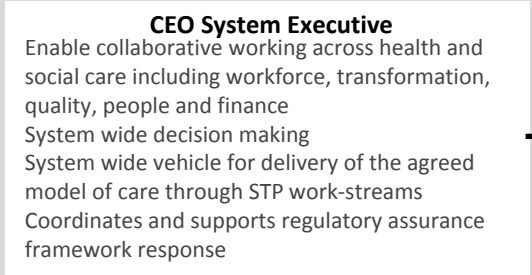 CEO System Executive
Enable collaborative working across health and
social care including workforce, transformation,
quality, people and finance
System wide decision making
System wide vehicle for delivery of the agreed
model of care through STP work-streams
Coordinates and supports regulatory assurance
framework response